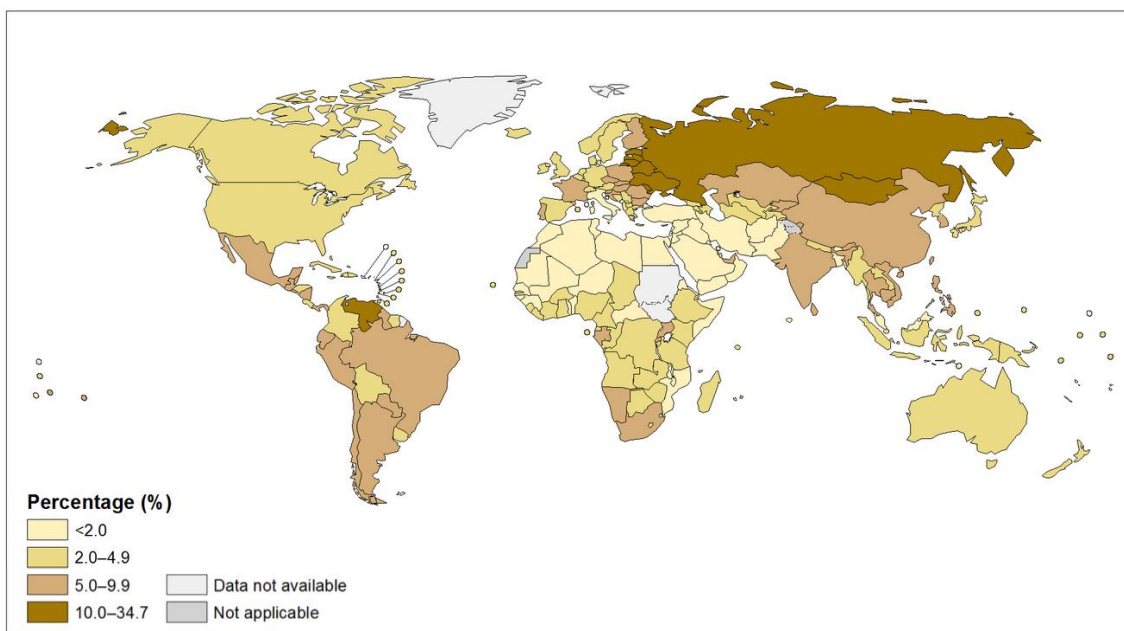 Percentage (%)
<2.0
2.0–4.9
5.0–9.9
10.0–34.7
Data not available
Not applicable